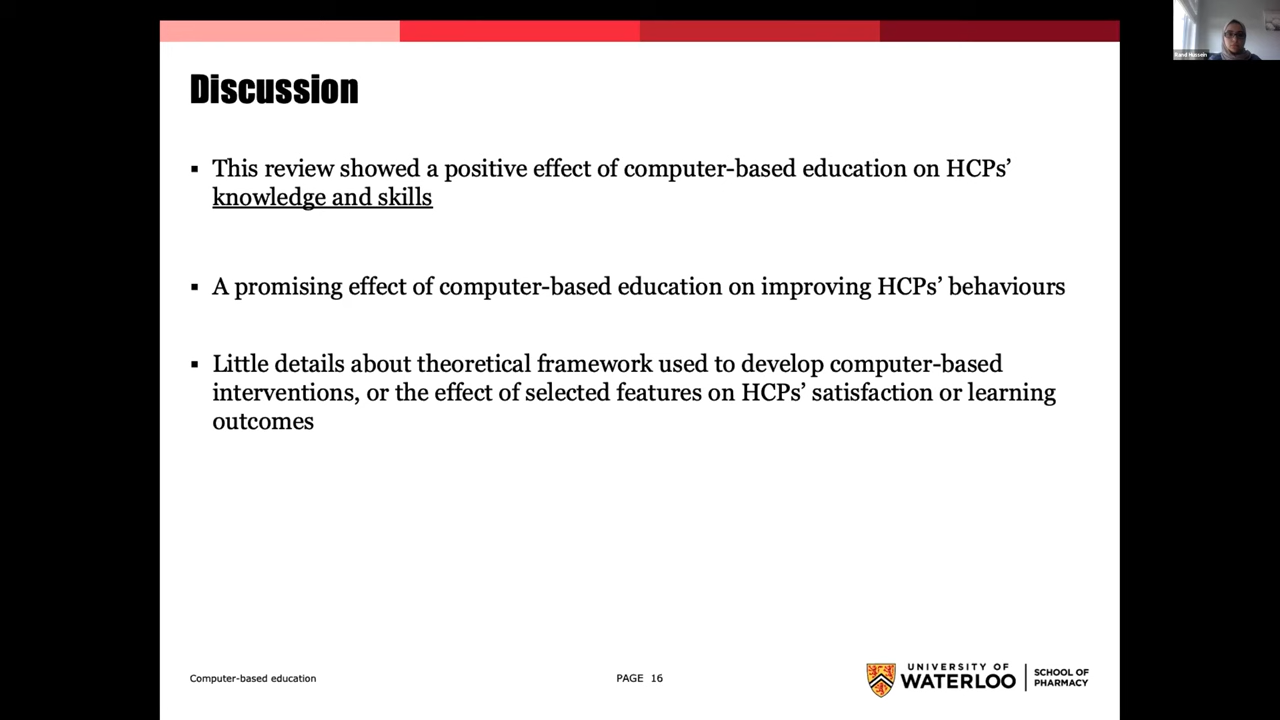 Rand Hussein
Discussion
▪ This review showed a positive effect of computer-based education on HCPs’
knowledge and skills
▪ A promising effect of computer-based education on improving HCPs’ behaviours
▪ Little details about theoretical framework used to develop computer-based
interventions, or the effect of selected features on HCPs’ satisfaction or learning
outcomes
Computer-based education
PAGE 16
UNIVERSITY OF
WATERLOO
SCHOOL OF
PHARMACY